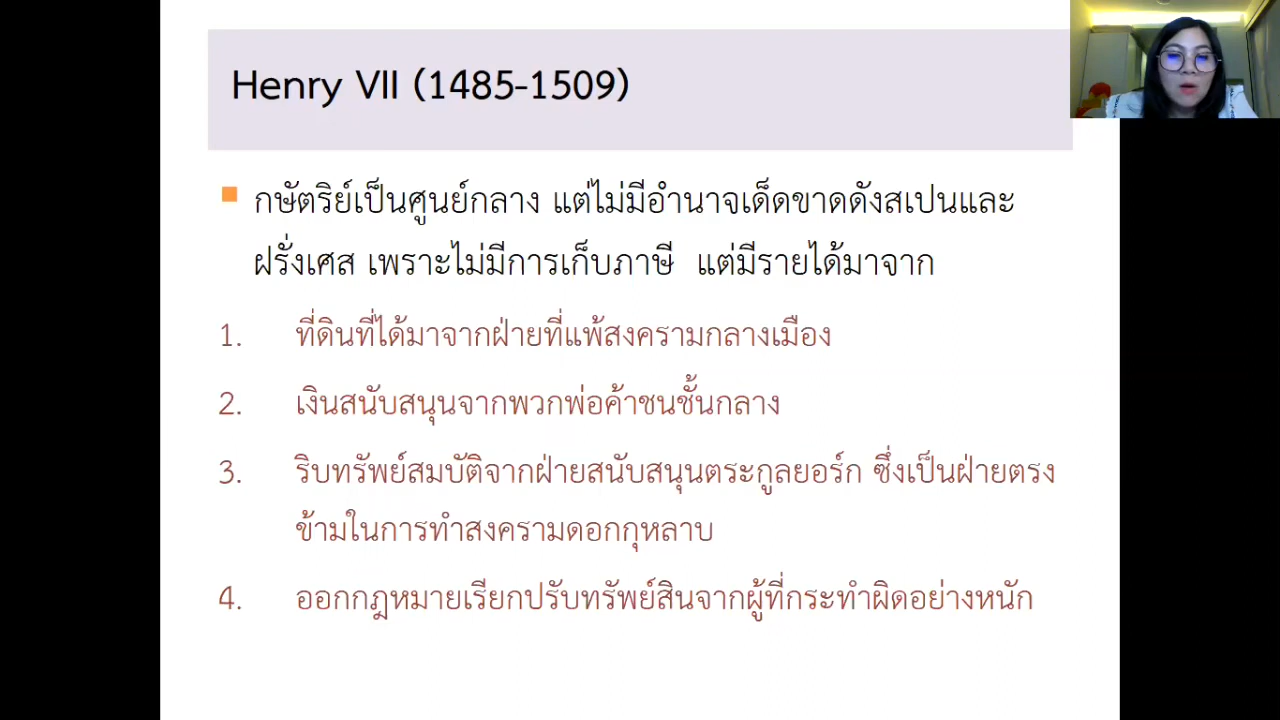 Henry VII (1485-1509)
กษัตริย์เป็นศูนย์กลาง แต่ไม่มีอำนาจเด็ดขาดดังสเปนและ
ฝรั่งเศส เพราะไม่มีการเก็บภาษี แต่มีรายได้มาจาก
1. ที่ดินที่ได้มาจากฝ่ายที่แพ้สงครามกลางเมือง
2. เงินสนับสนุนจากพวกพ่อค้าชนชั้นกลาง
3. ริบทรัพย์สมบัติจากฝ่ายสนับสนุนตระกูลยอร์ก ซึ่งเป็นฝ่ายตรง
ข้ามในการทำสงครามดอกกุหลาบ
4. ออกกฎหมายเรียกปรับทรัพย์สินจากผู้ที่กระทำผิดอย่างหนัก